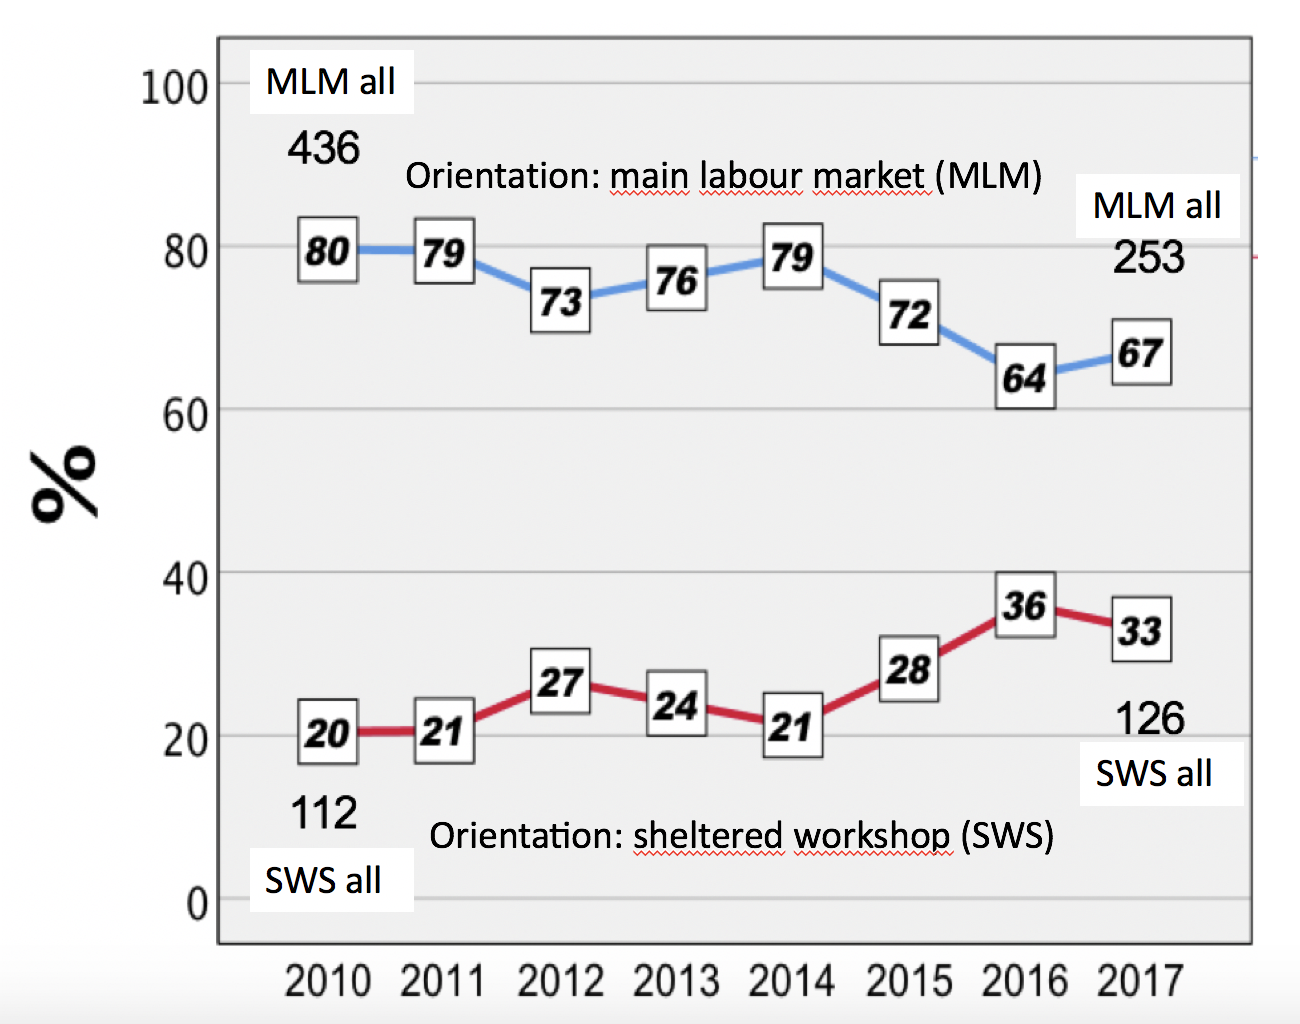 MLM all
100
436
Orientation: main labour market (MLM)
MLM all
80
80 79 73 76 79 72 64 67
253
60
%
40
20 21 27 24 21 28 36 33
20
126
SWS all
112
Orientation: sheltered workshop (SWS)
SWS all
0
2010 2011 2012 2013 2014 2015 2016 2017